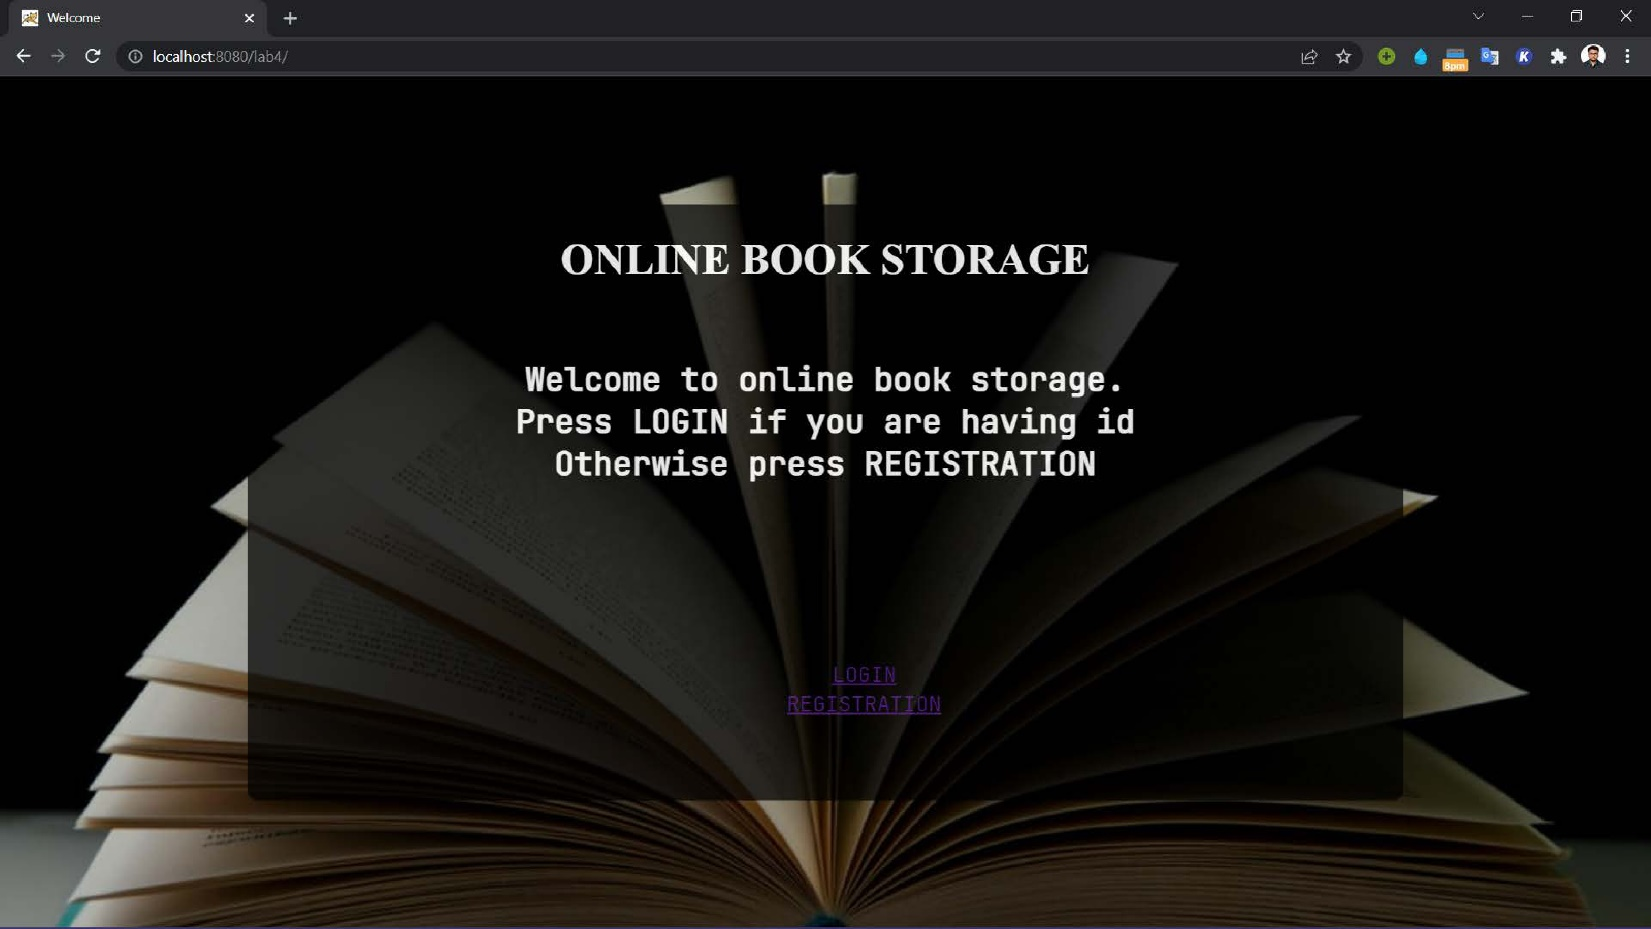 Welcome
localhost:8080/lab4/
8pm
G
K
ONLINE BOOK STORAGE
Welcome to online book storage.
Press LOGIN if you are having id
Otherwise press REGISTRATION
LOGIN
REGISTRATION